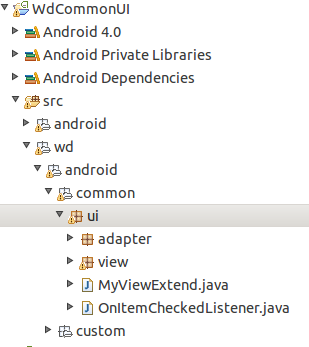 WdCommonUI
Android 4.0
Android Private Libraries
Android Dependencies
src
android
wd
android
common
ui
adapter
view
MyViewExtend.java
OnItemCheckedListener.java
custom